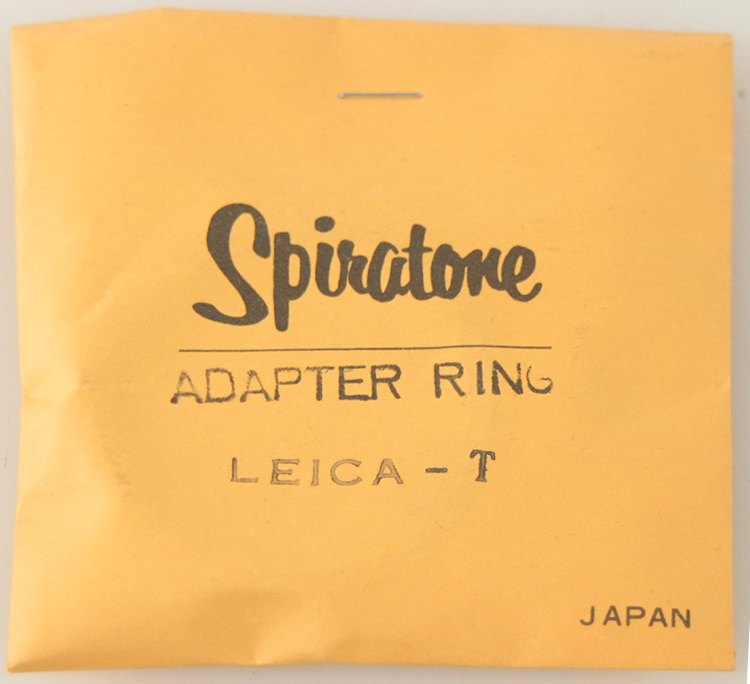 Spiratone
ADAPTER RING
LEICA - T
JAPAN